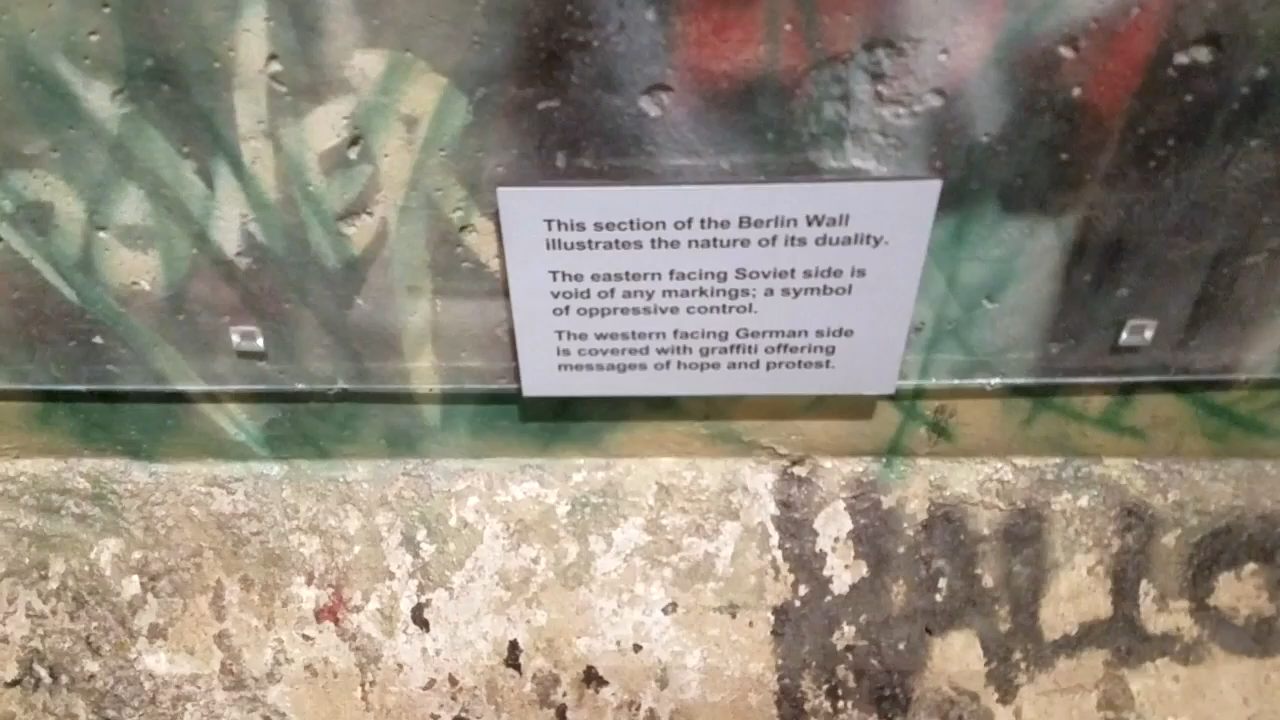 This section of the Berlin Wall
illustrates the nature of its duality.
The eastern facing Soviet side is
void of any markings; a symbol
of oppressive control.
The western facing German side
is covered with graffiti offering
messages of hope and protest.